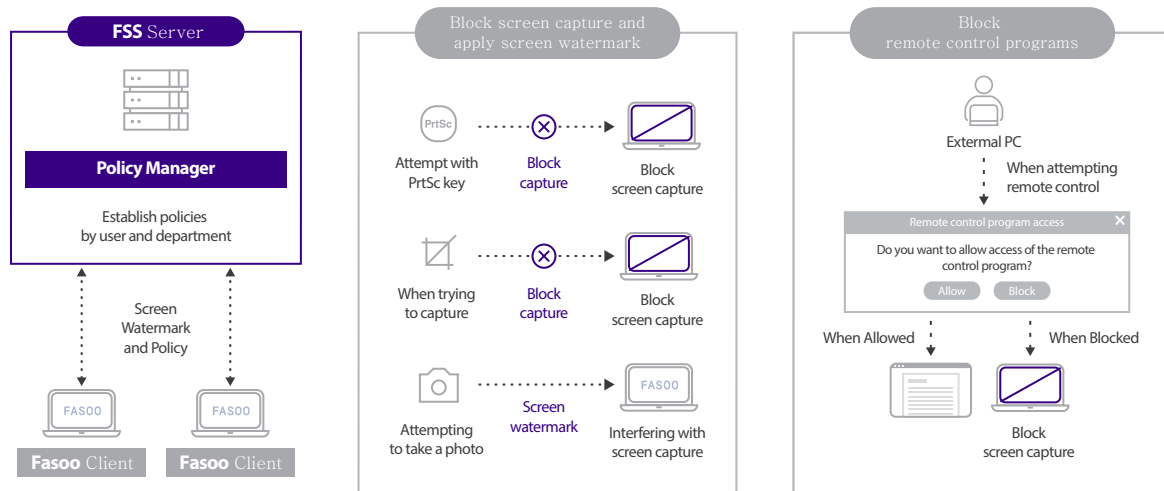 FSS Server
Policy Manager
Establish policies
by user and department
Screen
Watermark
and Policy
FASOO
FASOO
Fasoo Client
Fasoo Client
Block screen capture and
apply screen watermark
PrtSc
Attempt with
PrtSc key
Block
capture
Block
screen capture
When trying
to capture
Block
capture
Block
screen capture
FASOO
Attempting
to take a photo
Screen
watermark
Interfering with
screen capture
Block
remote control programs
Extermal PC
When attempting
remote control
Remote control program access
Do you want to allow access of the remote
control program?
Allow
Block
When Allowed
When Blocked
Block
screen capture